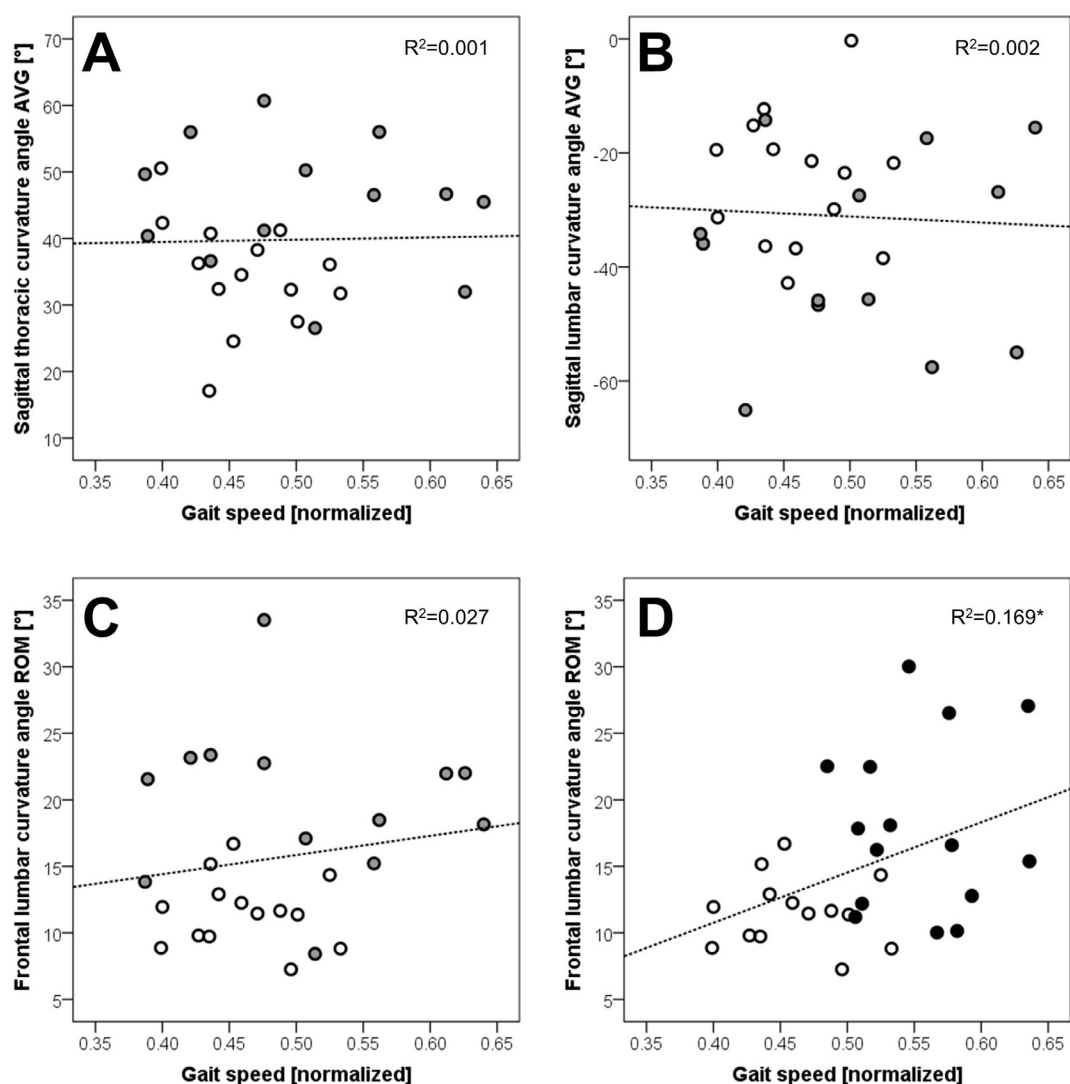 A
R²=0.001
Sagittal thoracic curvature angle AVG [°]
70
60
50
40
30
20
10
0.35 0.40 0.45 0.50 0.55 0.60 0.65
Gait speed [normalized]
B
R²=0.002
Sagittal lumbar curvature angle AVG [°]
0
-20
-40
-60
0.35 0.40 0.45 0.50 0.55 0.60 0.65
Gait speed [normalized]
C
R²=0.027
Frontal lumbar curvature angle ROM [°]
35
30
25
20
15
10
5
0.35 0.40 0.45 0.50 0.55 0.60 0.65
Gait speed [normalized]
D
R²=0.169*
Frontal lumbar curvature angle ROM [°]
35
30
25
20
15
10
5
0.35 0.40 0.45 0.50 0.55 0.60 0.65
Gait speed [normalized]